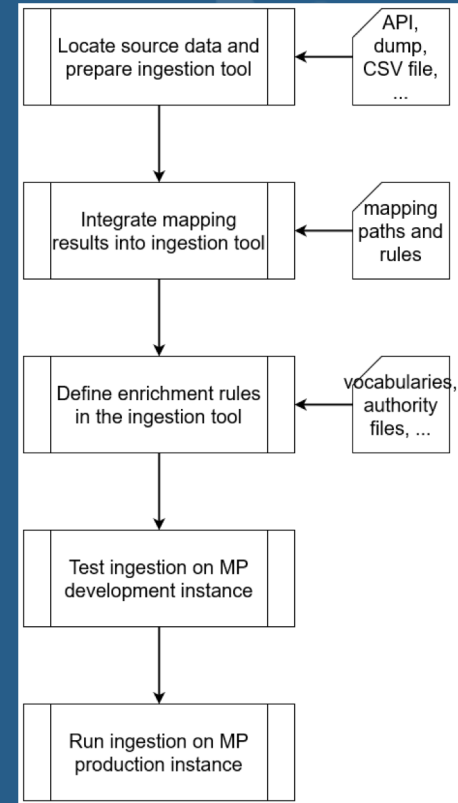 Locate source data and
prepare ingestion tool
API,
dump,
CSV file,
...
Integrate mapping
results into ingestion tool
mapping
paths and
rules
Define enrichment rules
in the ingestion tool
vocabularies,
authority
files, ...
Test ingestion on MP
development instance
Run ingestion on MP
production instance